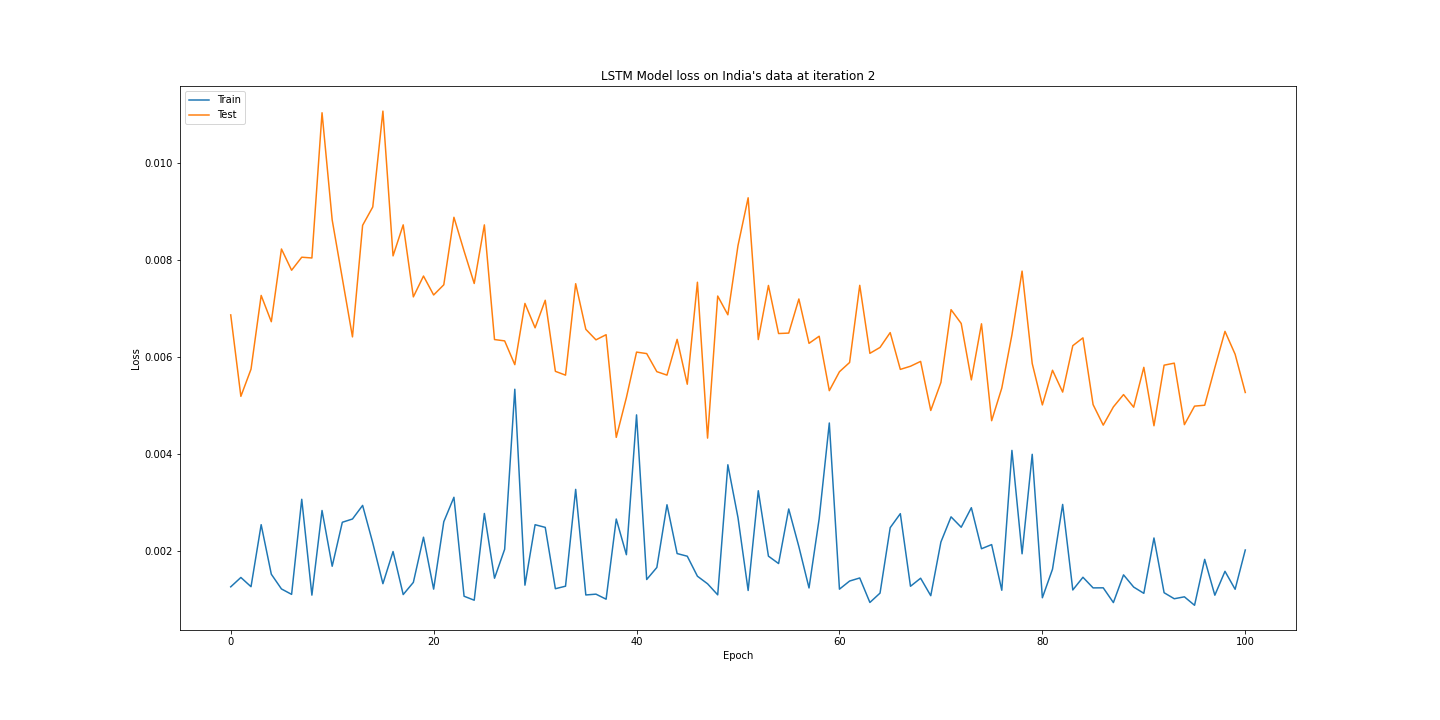 LSTM Model loss on India's data at iteration 2
Train
Test
0.010
0.008
0.006
0.004
0.002
Loss
0 20 40 60 80 100
Epoch